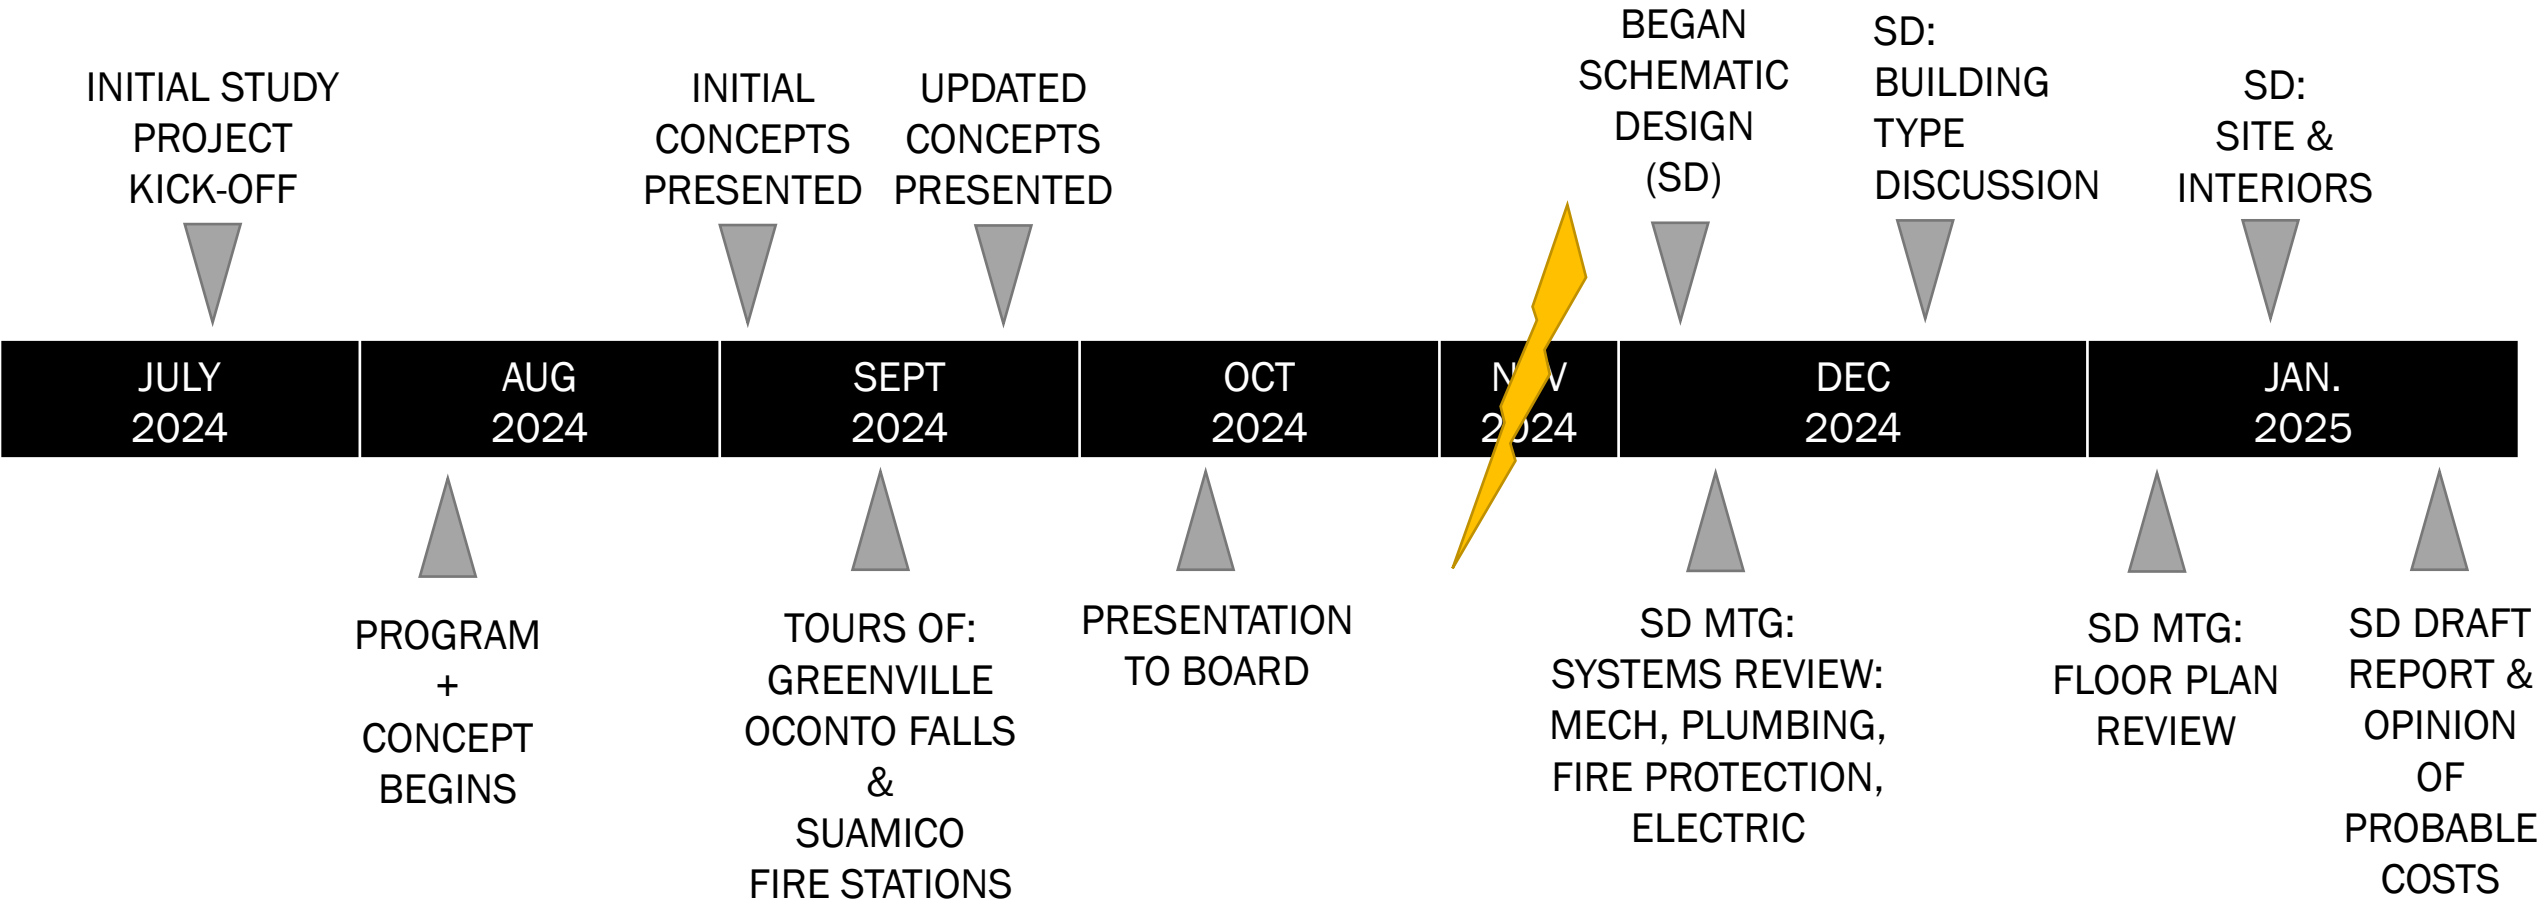 INITIAL STUDY
PROJECT
KICK-OFF
INITIAL
CONCEPTS
PRESENTED
UPDATED
CONCEPTS
PRESENTED
BEGAN
SCHEMATIC
DESIGN
(SD)
SD:
BUILDING
TYPE
DISCUSSION
SD:
SITE &
INTERIORS
JULY
2024
AUG
2024
SEPT
2024
OCT
2024
NOV
2024
DEC
2024
JAN.
2025
PROGRAM
+
CONCEPT
BEGINS
TOURS OF:
GREENVILLE
OCONTO FALLS
&
SUAMICO
FIRE STATIONS
PRESENTATION
TO BOARD
SD MTG:
SYSTEMS REVIEW:
MECH, PLUMBING,
FIRE PROTECTION,
ELECTRIC
SD MTG:
FLOOR PLAN
REVIEW
SD DRAFT
REPORT &
OPINION
OF
PROBABLE
COSTS